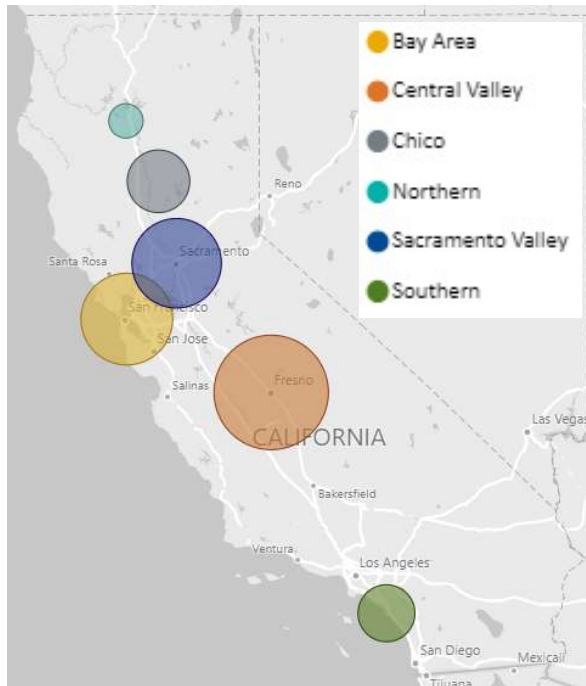 Bay Area
Central Valley
Chico
Northern
Sacramento Valley
Southern
Reno
Sacramento
Santa Rosa
San Francisco
San Jose
Salinas
Fresno
CALIFORNIA
Las Vegas
Bakersfield
Ventura
Los Angeles
San Diego
Mexicali
Tijuana